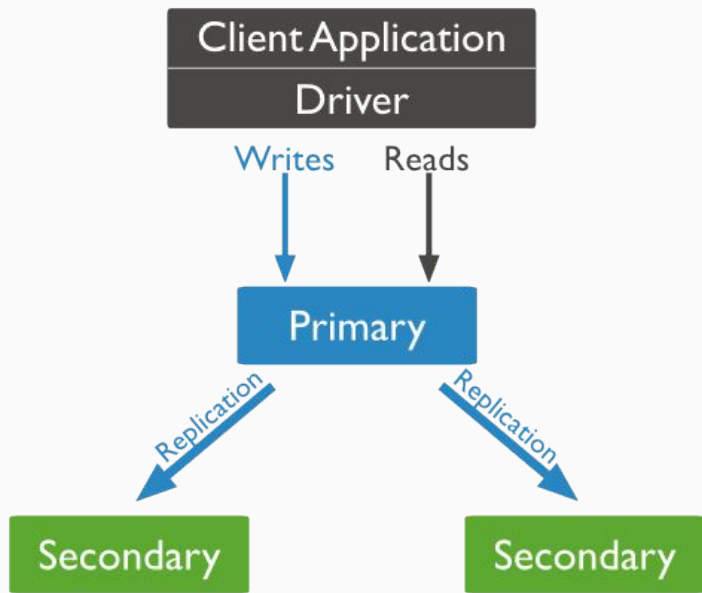 Client Application
Driver
Writes
Reads
Primary
Replication
Replication
Secondary
Secondary